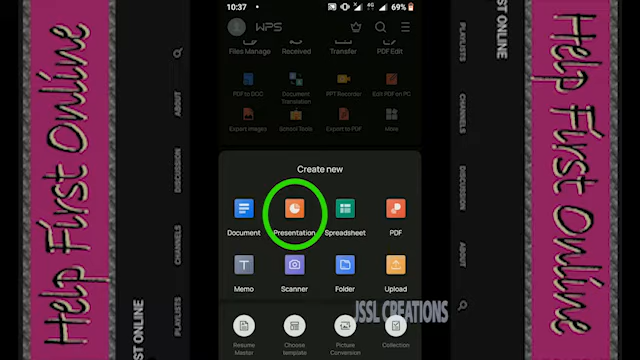 10:37
4G
69%
WPS
Files Manage
Received
Transfer
PDF Edit
PDF to DOC
Document Translation
PPT Recorder
Edit PDF on PC
Export Images
School Tools
Export to PDF
More
Create new
Document
Presentation
Spreadsheet
PDF
Memo
Scanner
Folder
Upload
Resume Master
Choose template
Picture Conversion
Collection
JSSL CREATIONS
Help First Online
ABOUT
DISCUSSION
CHANNELS
PLAYLISTS
ST ONLINE
PLAYLISTS
CHANNELS
DISCUSSION
ABOUT
ST ONLINE
Help First Online